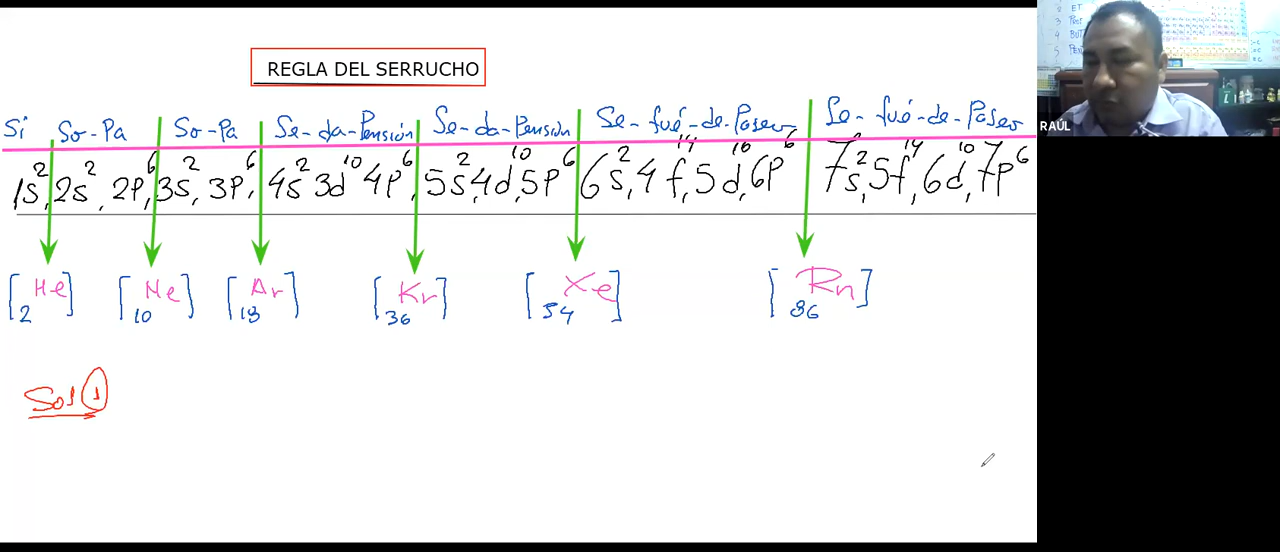 REGLA DEL SERRUCHO
Si So-Pa So-Pa Se-da-Pensión Se-da-Pensión Se-fué-de-Paseo, Se-fué-de-Paseo
1s², 2s², 2p⁶, 3s², 3p⁶, 4s² 3d¹⁰ 4p⁶, 5s², 4d¹⁰, 5p⁶ 6s², 4f¹⁴, 5d¹⁰, 6p⁶ 7s², 5f¹⁴, 6d¹⁰, 7p⁶
[₂He] [₁₀Ne] [₁₈Ar] [₃₆Kr] [₅₄Xe] [₈₆Rn]
Sol 1
RAÚL